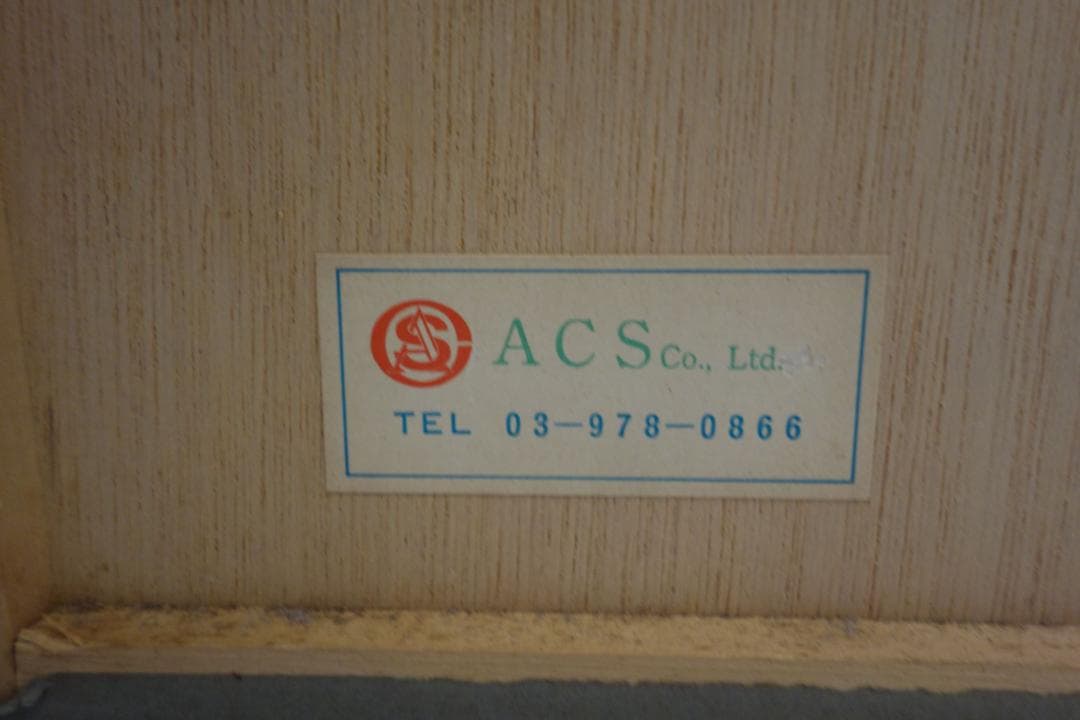 ACS Co., Ltd.
TEL 03-978-0866